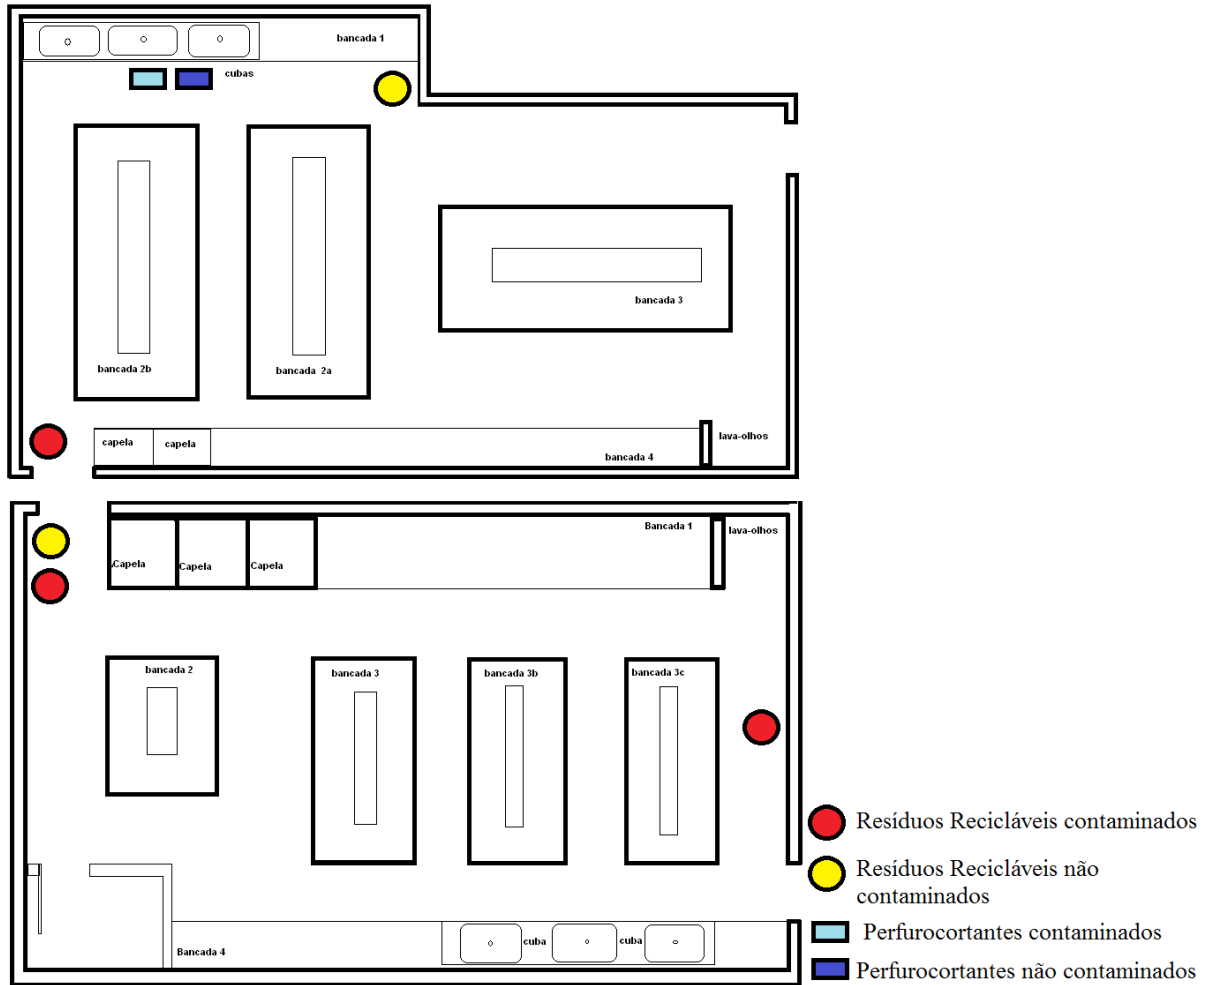 bancada 1
cubas
bancada 2b
bancada  2a
bancada 3
capela
capela
bancada 4
lava-olhos
Bancada 1
lava-olhos
Capela
Capela
Capela
bancada 2
bancada 3
bancada 3b
bancada 3c
Bancada 4
cuba
cuba
Resíduos Recicláveis contaminados
Resíduos Recicláveis não
contaminados
Perfurocortantes contaminados
Perfurocortantes não contaminados